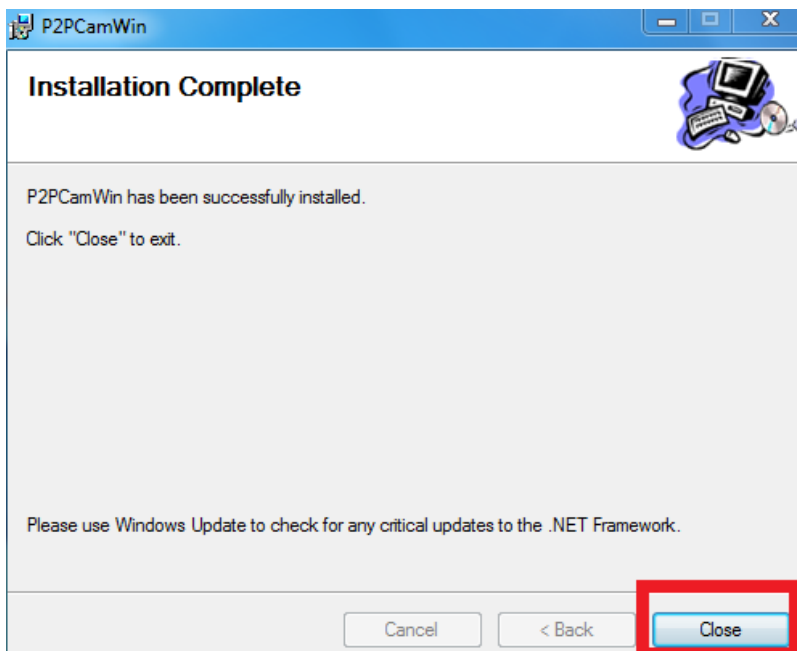 P2PCamWin
Installation Complete
P2PCamWin has been successfully installed.
Click "Close" to exit.
Please use Windows Update to check for any critical updates to the .NET Framework.
Cancel
< Back
Close